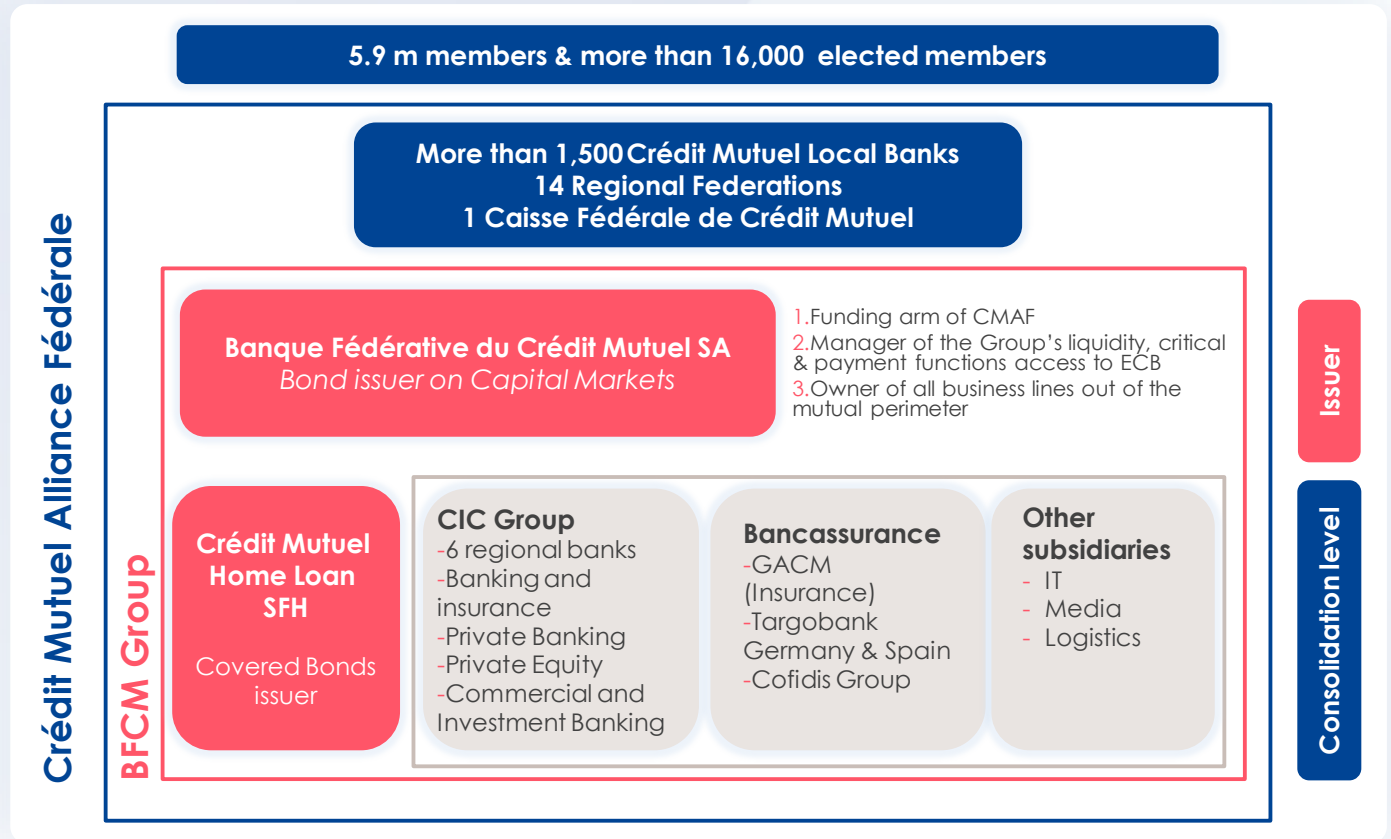 5.9 m members & more than 16,000 elected members
Crédit Mutuel Alliance Fédérale
More than 1,500 Crédit Mutuel Local Banks
14 Regional Federations
1 Caisse Fédérale de Crédit Mutuel
BFCM Group
Banque Fédérative du Crédit Mutuel SA
Bond issuer on Capital Markets
1.Funding arm of CMAF
2.Manager of the Group's liquidity, critical
& payment functions access to ECB
3.Owner of all business lines out of the
mutual perimeter
Crédit Mutuel
Home Loan
SFH
Covered Bonds
issuer
CIC Group
-6 regional banks
-Banking and
insurance
-Private Banking
-Private Equity
-Commercial and
Investment Banking
Bancassurance
-GACM
(Insurance)
-Targobank
Germany & Spain
-Cofidis Group
Other
subsidiaries
- IT
- Media
- Logistics
Issuer
Consolidation level